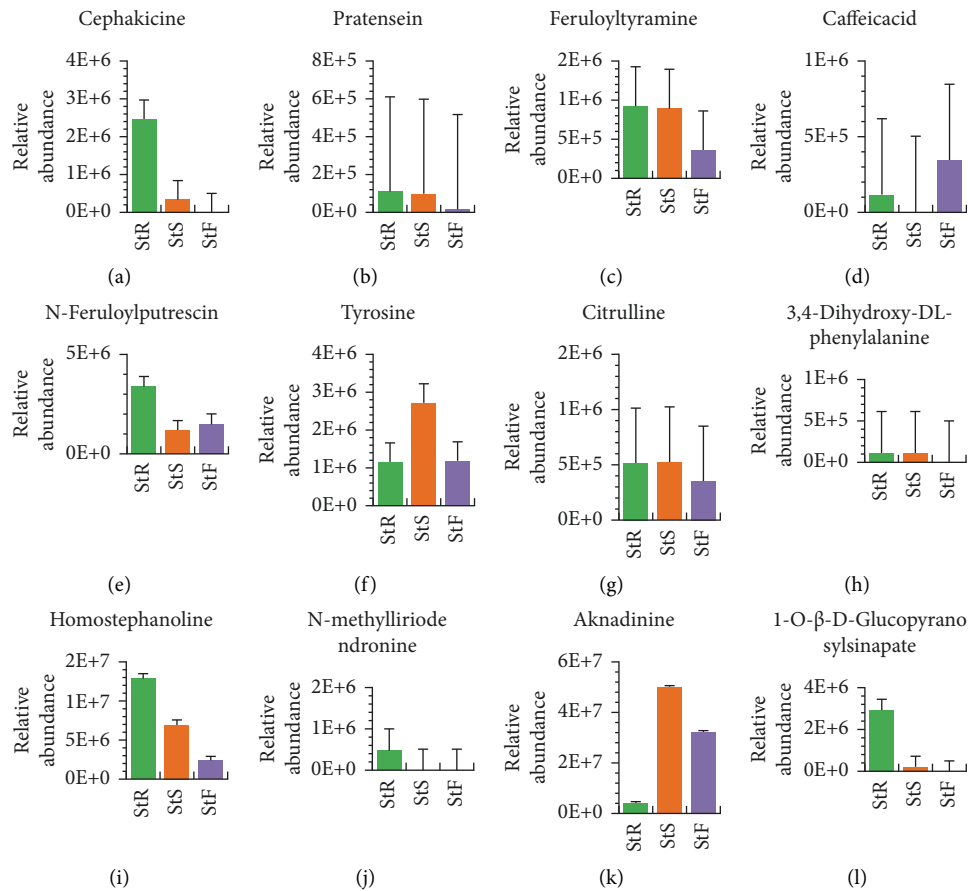 Cephakicine
Relative
abundance
4E+6
3E+6
2E+6
1E+6
0E+0
StR
StS
StF
(a)
Pratensein
Relative
abundance
8E+5
6E+5
4E+5
2E+5
0E+0
StR
StS
StF
(b)
Feruloyltyramine
Relative
abundance
2E+6
1E+6
1E+6
5E+5
0E+0
StR
StS
StF
(c)
Caffeicacid
Relative
abundance
1E+6
5E+5
0E+0
StR
StS
StF
(d)
N-Feruloylputrescin
Relative
abundance
5E+6
0E+0
StR
StS
StF
(e)
Tyrosine
Relative
abundance
4E+6
3E+6
2E+6
1E+6
0E+0
StR
StS
StF
(f)
Citrulline
Relative
abundance
2E+6
1E+6
5E+5
0E+0
StR
StS
StF
(g)
3,4-Dihydroxy-DL-
phenylalanine
Relative
abundance
1E+6
5E+5
0E+0
StR
StS
StF
(h)
Homostephanoline
Relative
abundance
2E+7
1E+7
5E+6
0E+0
StR
StS
StF
(i)
N-methylliriode
ndronine
Relative
abundance
2E+6
1E+6
0E+0
StR
StS
StF
(j)
Aknadinine
Relative
abundance
6E+7
4E+7
2E+7
0E+0
StR
StS
StF
(k)
1-O-β-D-Glucopyrano
sylsinapate
Relative
abundance
4E+6
2E+6
0E+0
StR
StS
StF
(l)